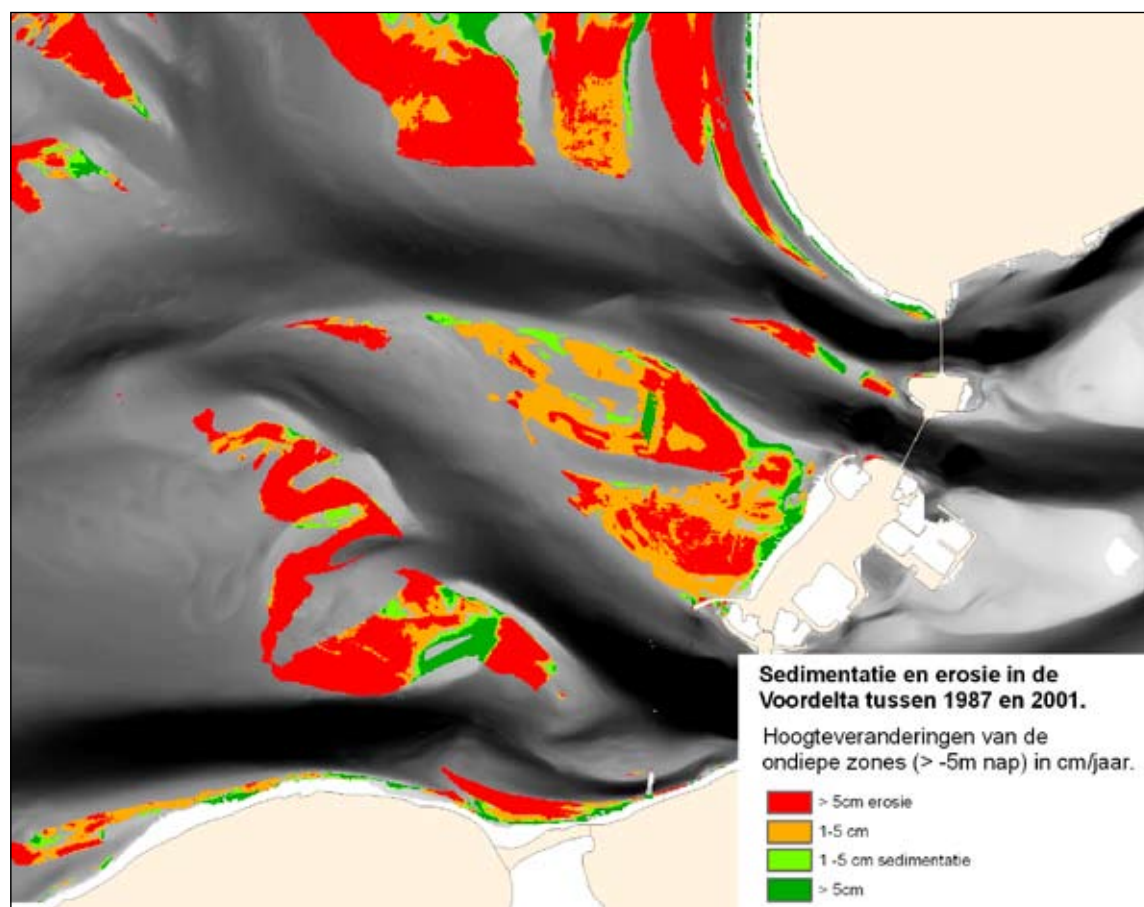 Sedimentatie en erosie in de
Voordelta tussen 1987 en 2001.
Hoogteveranderingen van de
ondiepe zones (> -5m nap) in cm/jaar.
> 5cm erosie
1-5 cm
1 -5 cm sedimentatie
> 5cm